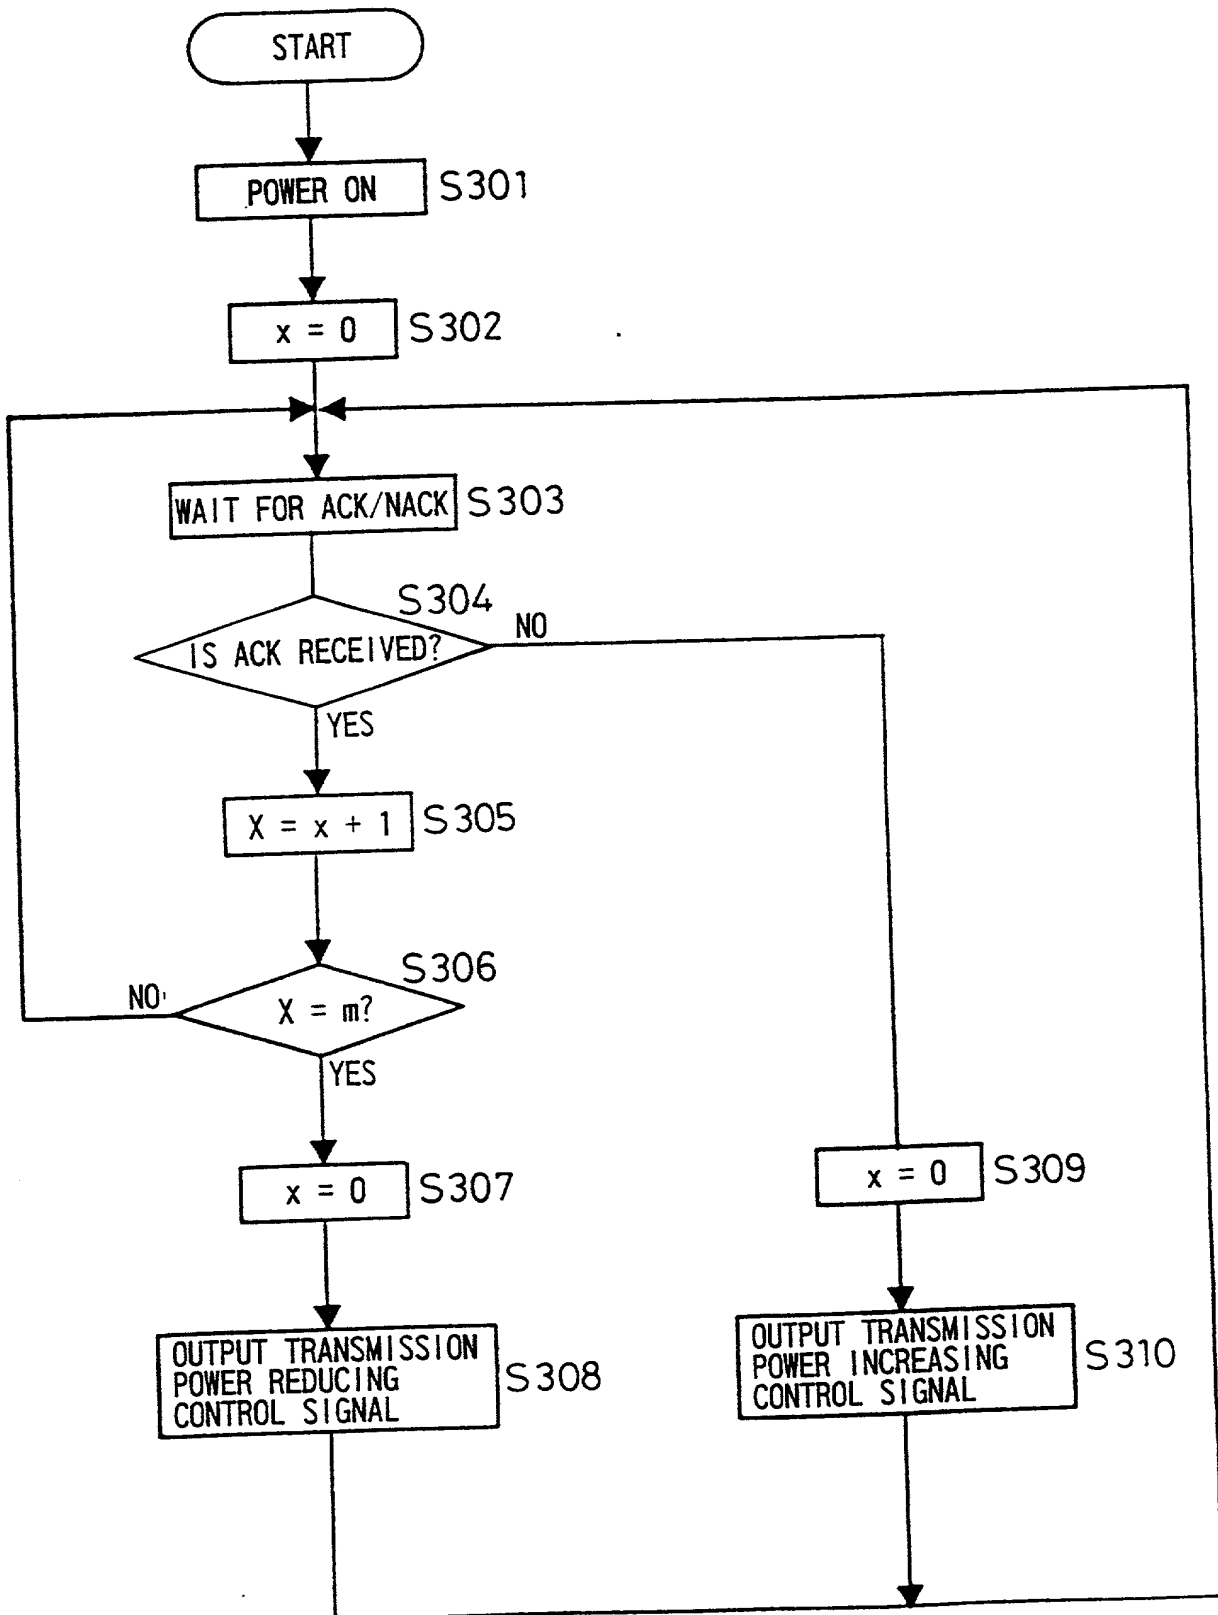 START
POWER ON
S301
x = 0
S302
WAIT FOR ACK/NACK
S303
S304
IS ACK RECEIVED?
NO
YES
X = x + 1
S305
S306
X = m?
NO
YES
x = 0
S307
x = 0
S309
OUTPUT TRANSMISSION
POWER REDUCING
CONTROL SIGNAL
S308
OUTPUT TRANSMISSION
POWER INCREASING
CONTROL SIGNAL
S310